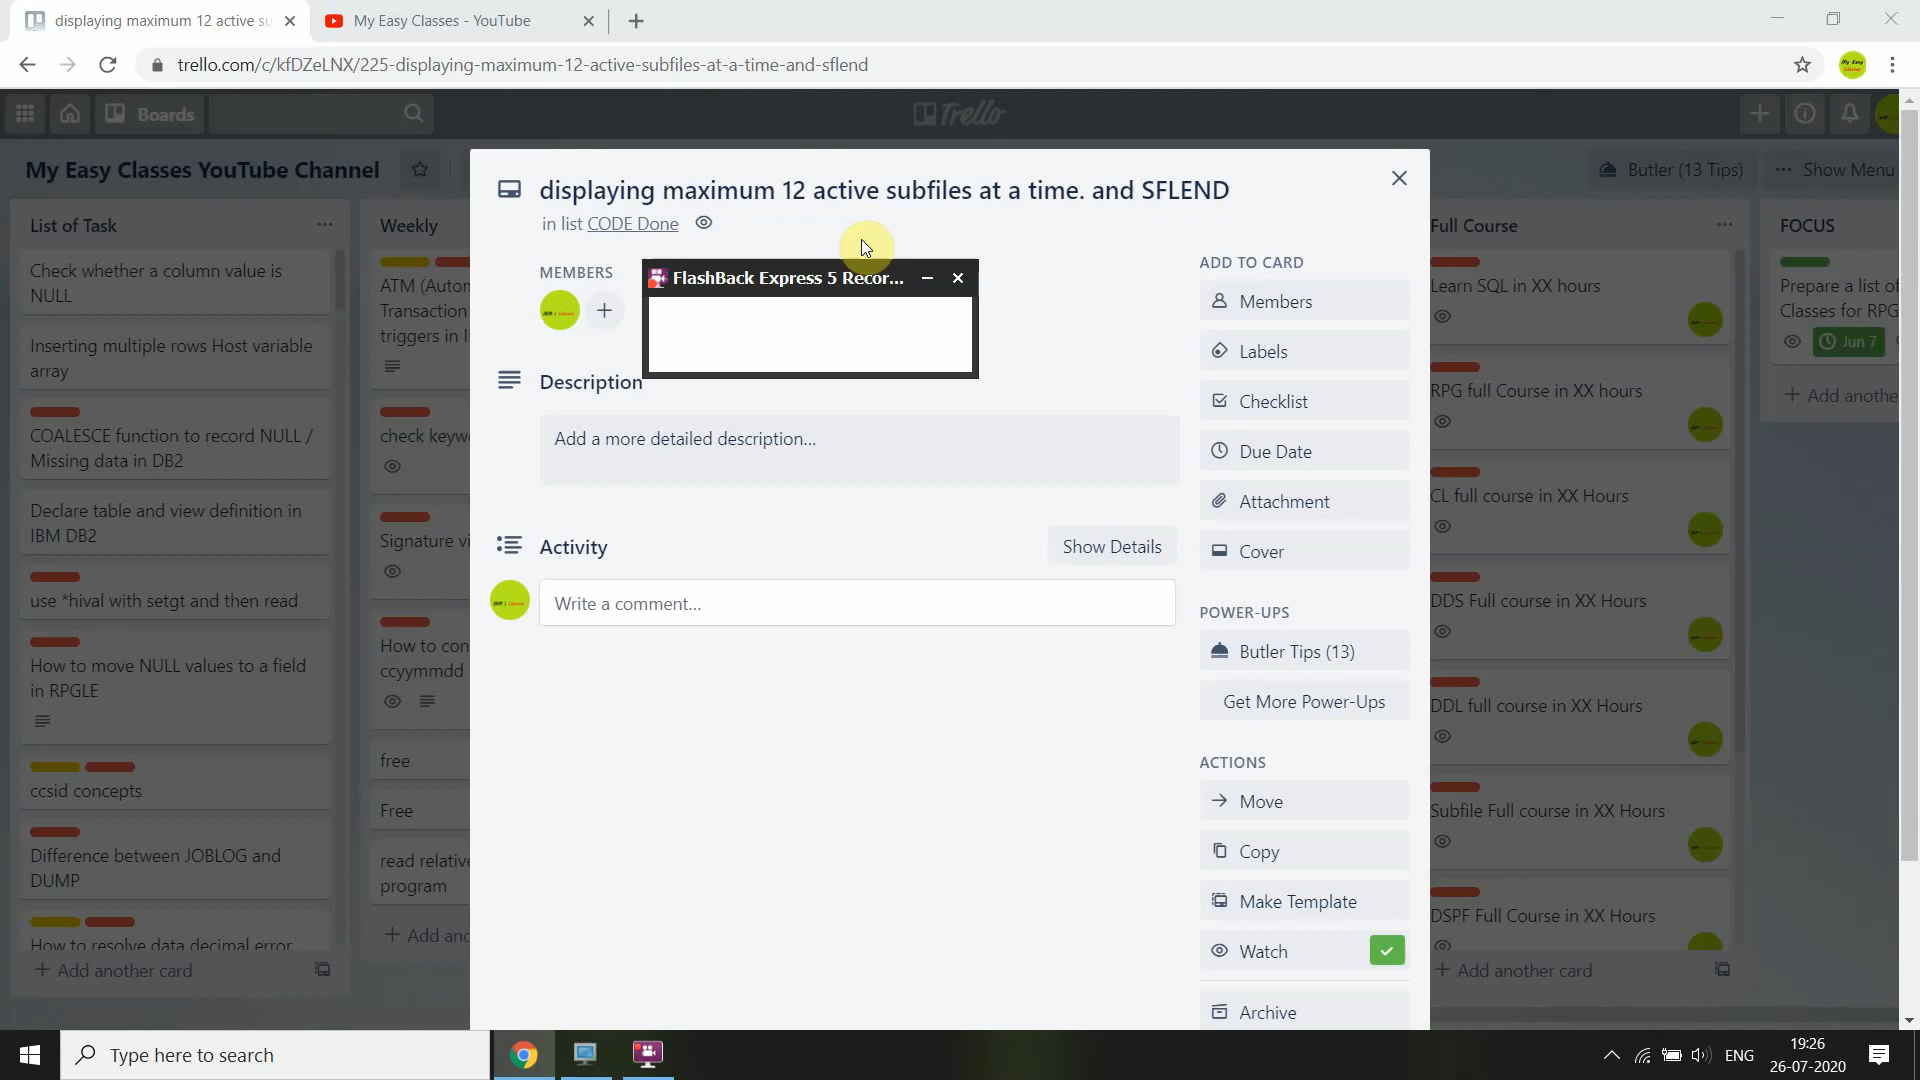 displaying maximum 12 active su
My Easy Classes - YouTube
trello.com/c/kfDZeLNX/225-displaying-maximum-12-active-subfiles-at-a-time-and-sflend
Boards
Trello
My Easy Classes YouTube Channel
Butler (13 Tips)
Show Menu
List of Task
Check whether a column value is
NULL
Inserting multiple rows Host variable
array
COALESCE function to record NULL /
Missing data in DB2
Declare table and view definition in
IBM DB2
use *hival with setgt and then read
How to move NULL values to a field
in RPGLE
ccsid concepts
Difference between JOBLOG and
DUMP
How to resolve data decimal error
+ Add another card
Weekly
ATM (Auton
Transaction
triggers in I
check keyw
Signature vi
How to con
ccyymmdd
free
Free
read relative
program
+ Add ano
displaying maximum 12 active subfiles at a time. and SFLEND
in list CODE Done
MEMBERS
FlashBack Express 5 Recor...
Description
Add a more detailed description...
Activity
Show Details
Write a comment...
ADD TO CARD
Members
Labels
Checklist
Due Date
Attachment
Cover
POWER-UPS
Butler Tips (13)
Get More Power-Ups
ACTIONS
Move
Copy
Make Template
Watch
Archive
Full Course
Learn SQL in XX hours
RPG full Course in XX hours
CL full course in XX Hours
DDS Full course in XX Hours
DDL full course in XX Hours
Subfile Full course in XX Hours
DSPF Full Course in XX Hours
+ Add another card
FOCUS
Prepare a list of
Classes for RPG
Jun 7
+ Add anothe
Type here to search
ENG
19:26
26-07-2020